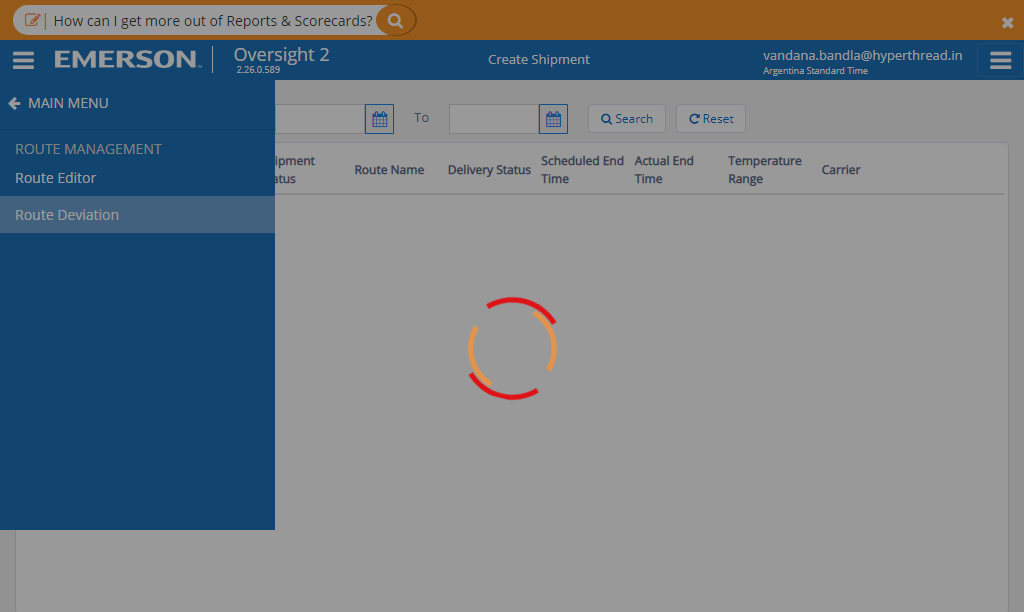 How can I get more out of Reports & Scorecards?
EMERSON
Oversight 2
2.26.0.589
Create Shipment
vandana.bandla@hyperthread.in
Argentina Standard Time
MAIN MENU
To
Search
Reset
ROUTE MANAGEMENT
Route Editor
Route Deviation
ipment
atus
Route Name
Delivery Status
Scheduled End
Time
Actual End
Time
Temperature
Range
Carrier